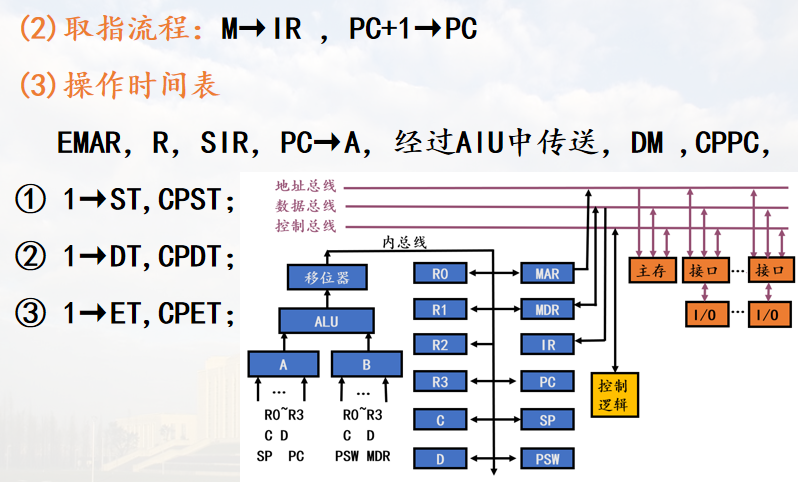 (2)取指流程：M→IR ，PC+1→PC
(3)操作时间表
EMAR，R，SIR，PC→A，经过AlU中传送，DM ,CPPC，
① 1→ST,CPST；
② 1→DT,CPDT；
③ 1→ET,CPET；
地址总线
数据总线
控制总线
内总线
移位器
ALU
A
B
…
…
R0~R3
R0~R3
C D
C D
SP PC
PSW MDR
R0
MAR
R1
MDR
R2
IR
R3
PC
C
SP
D
PSW
控制
逻辑
主存
接口
…
接口
I/O
…
I/O